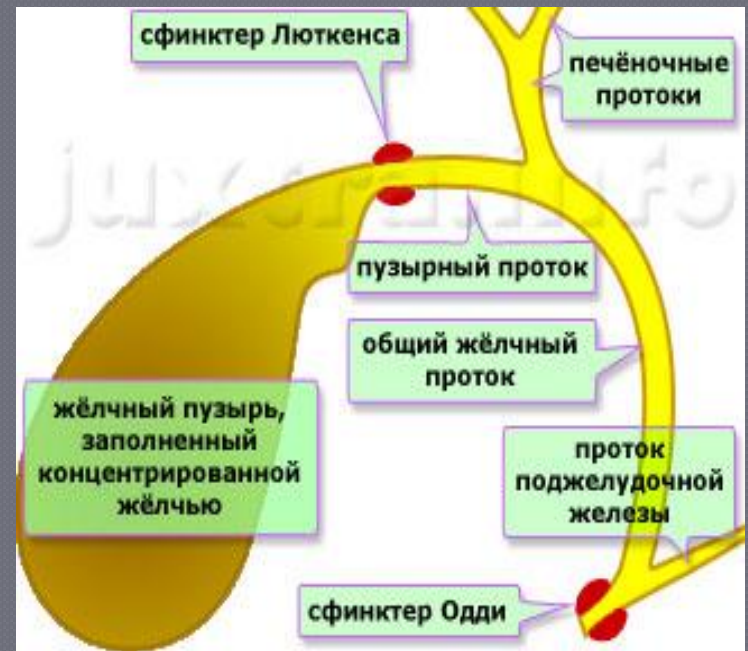 сфинктер Люткенса
печёночные
протоки
пузырный проток
общий жёлчный
проток
жёлчный пузырь,
заполненный
концентрированной
жёлчью
проток
поджелудочной
железы
сфинктер Одди